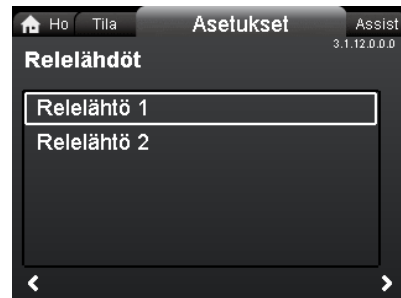 Ho Tila Asetukset Assist
3.1.12.0.0.0
Relelähdöt
Relelähtö 1
Relelähtö 2